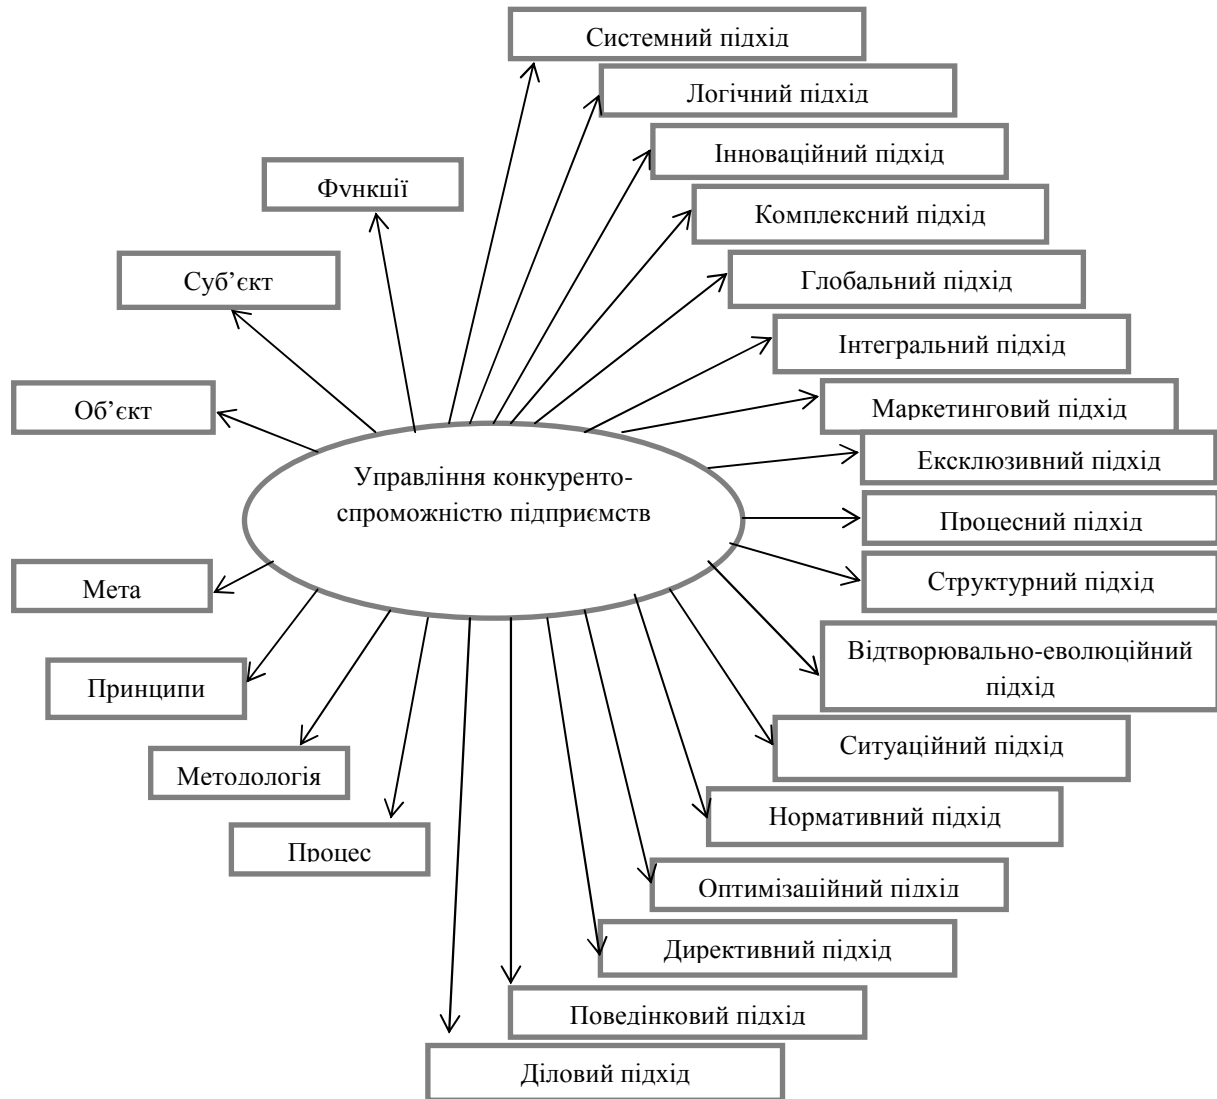 Системний підхід
Логічний підхід
Інноваційний підхід
Функції
Комплексний підхід
Суб’єкт
Глобальний підхід
Інтегральний підхід
Об’єкт
Маркетинговий підхід
Ексклюзивний підхід
Управління конкуренто-
спроможністю підприємств
Процесний підхід
Структурний підхід
Мета
Відтворювально-еволюційний
підхід
Принципи
Ситуаційний підхід
Методологія
Нормативний підхід
Процес
Оптимізаційний підхід
Директивний підхід
Поведінковий підхід
Діловий підхід